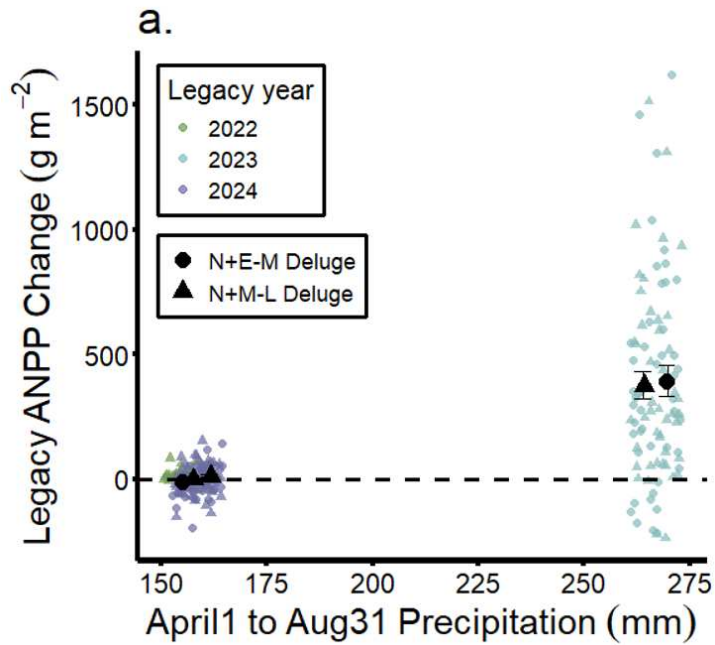 a.
Legacy ANPP Change (g m⁻²)
1500
1000
500
0
Legacy year
2022
2023
2024
N+E-M Deluge
N+M-L Deluge
150 175 200 225 250 275
April1 to Aug31 Precipitation (mm)